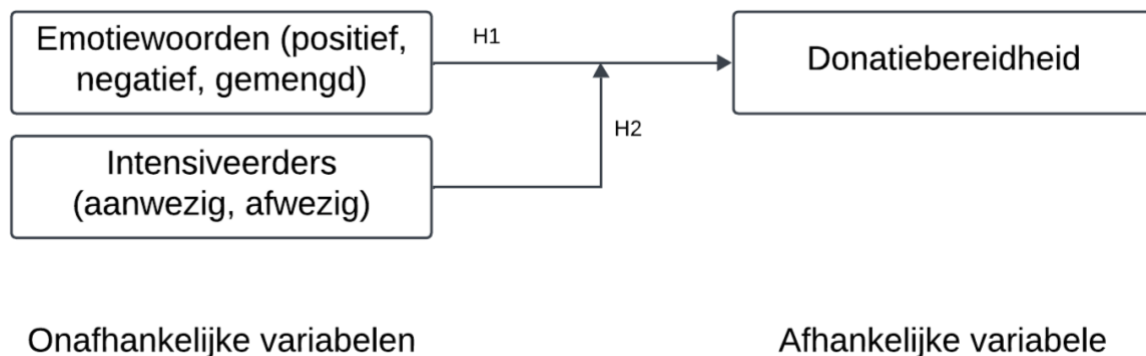 Emotiewoorden (positief,
negatief, gemengd)
H1
Donatiebereidheid
Intensiveerders
(aanwezig, afwezig)
H2
Onafhankelijke variabelen
Afhankelijke variabele